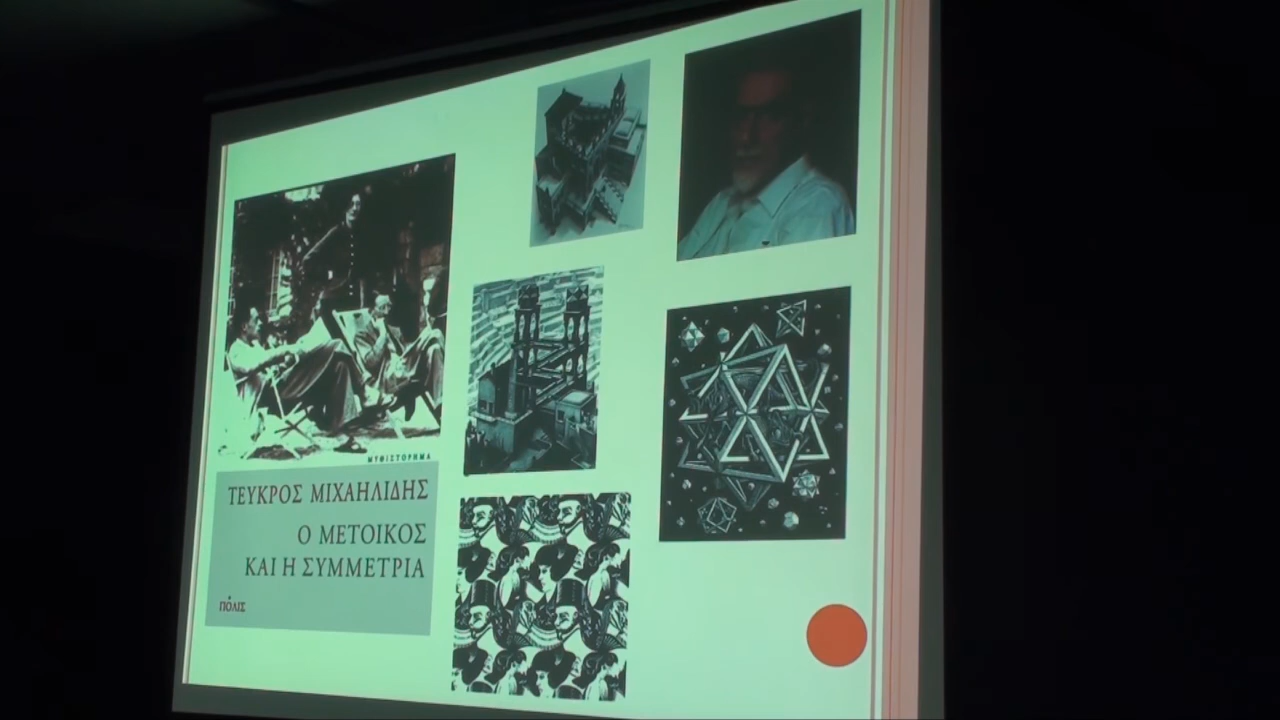 ΜΥΘΙΣΤΟΡΗΜΑ
ΤΕΥΚΡΟΣ ΜΙΧΑΗΛΙΔΗΣ
Ο ΜΕΤΟΙΚΟΣ
ΚΑΙ Η ΣΥΜΜΕΤΡΙΑ
ΠΟΛΙΣ